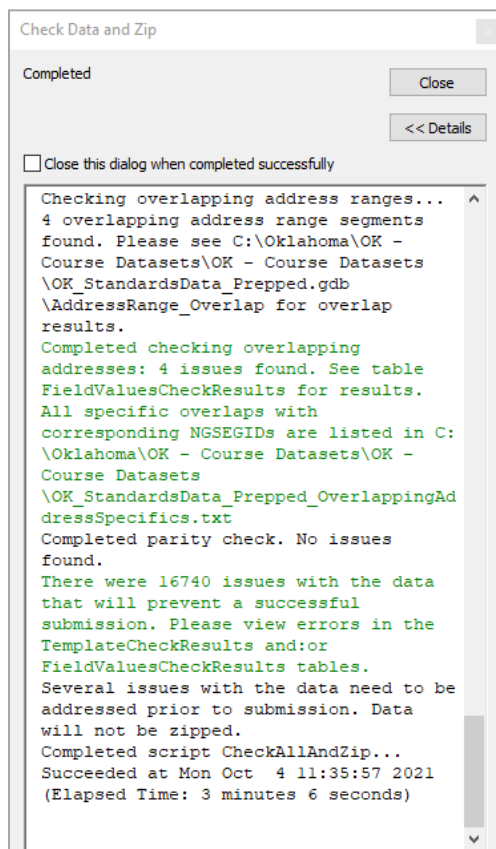 Check Data and Zip
Completed
Close
<< Details
Close this dialog when completed successfully
Checking overlapping address ranges...
4 overlapping address range segments
found. Please see C:\Oklahoma\OK -
Course Datasets\OK - Course Datasets
\OK_StandardsData_Prepped.gdb
\AddressRange_Overlap for overlap
results.
Completed checking overlapping
addresses: 4 issues found. See table
FieldValuesCheckResults for results.
All specific overlaps with
corresponding NGSEGIDs are listed in C:
\Oklahoma\OK - Course Datasets\OK -
Course Datasets
\OK_StandardsData_Prepped_OverlappingAd
dressSpecifics.txt
Completed parity check. No issues
found.
There were 16740 issues with the data
that will prevent a successful
submission. Please view errors in the
TemplateCheckResults and:or
FieldValuesCheckResults tables.
Several issues with the data need to be
addressed prior to submission. Data
will not be zipped.
Completed script CheckAllAndZip...
Succeeded at Mon Oct  4 11:35:57 2021
(Elapsed Time: 3 minutes 6 seconds)